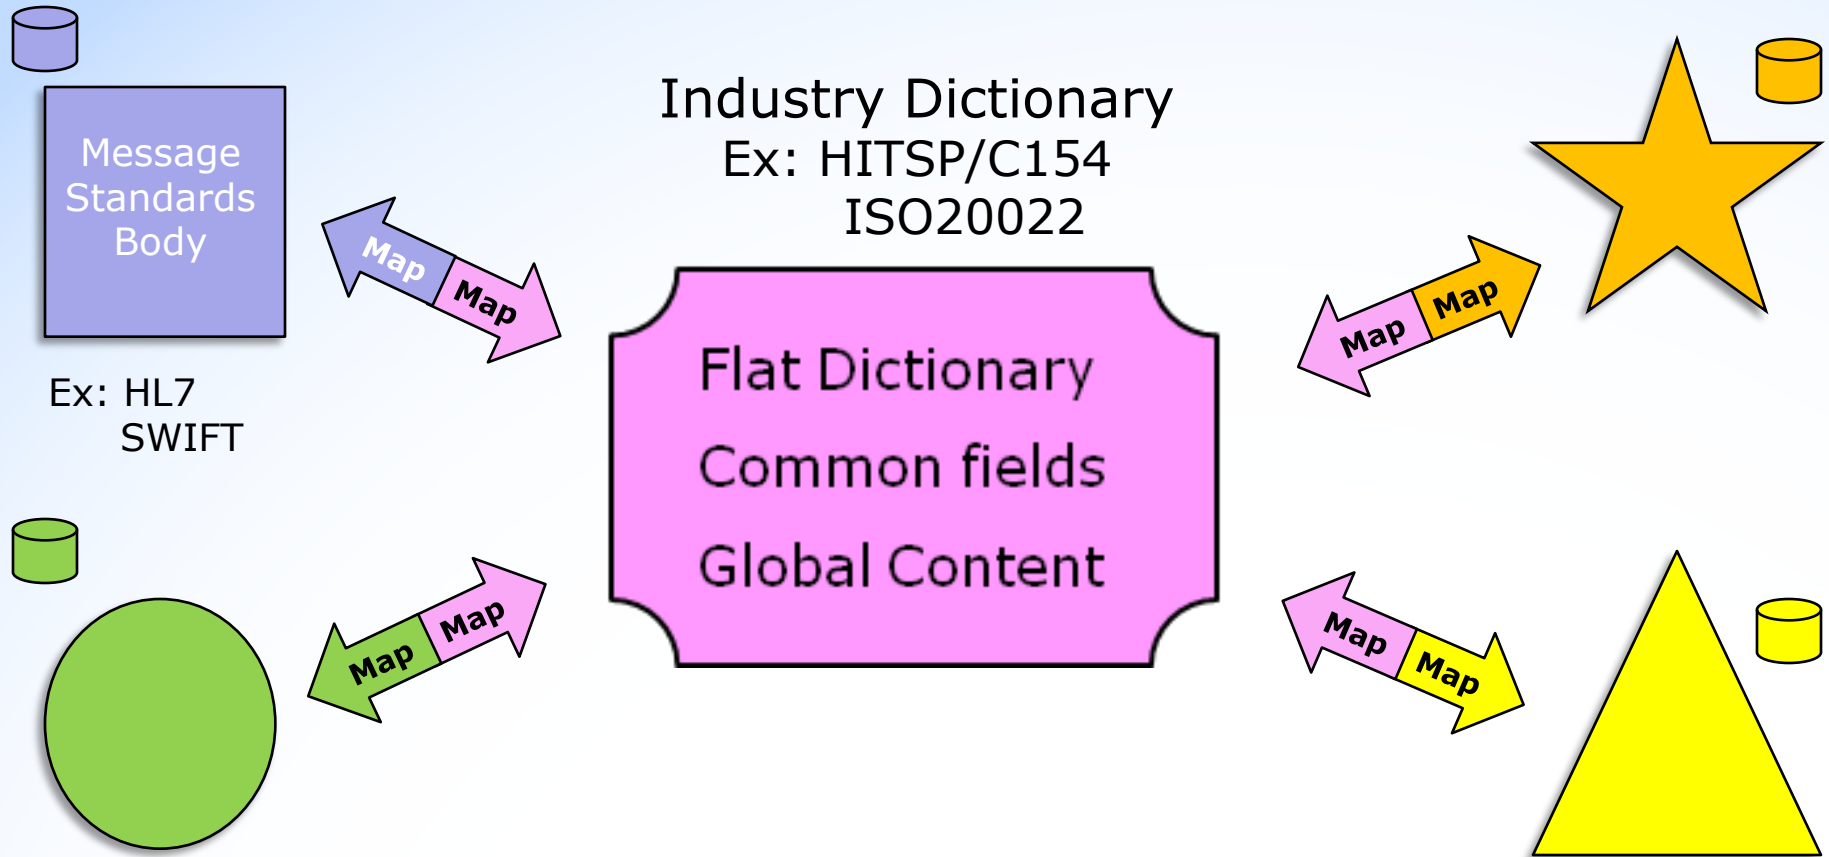 Message
Standards
Body
Ex: HL7
SWIFT
Industry Dictionary
Ex: HITSP/C154
ISO20022
Flat Dictionary
Common fields
Global Content
Map
Map
Map
Map
Map
Map
Map
Map